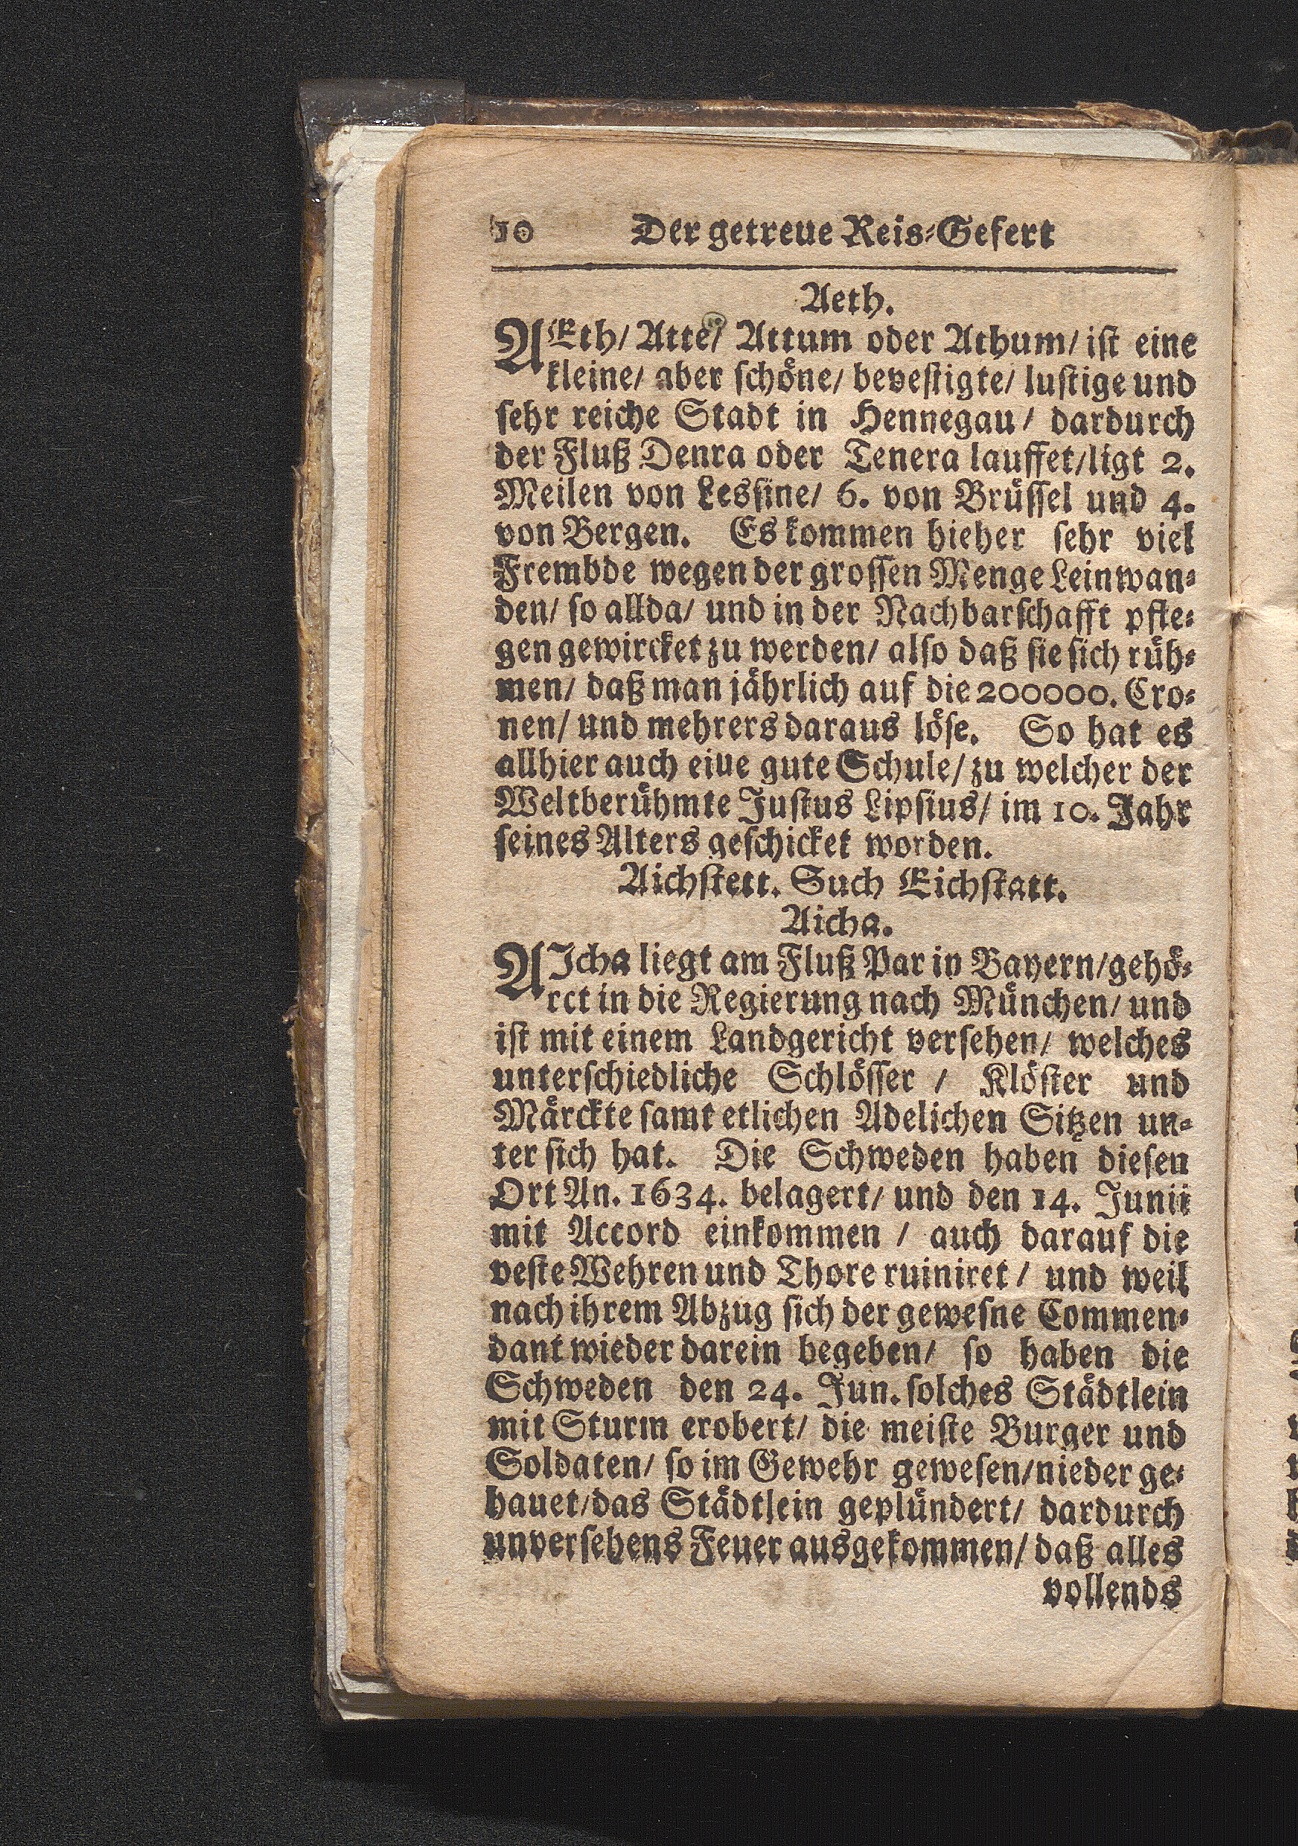 10 Der getreue Reis-Gefert
Aeth.
AEth/ Atte/ Attum oder Athum/ ist eine
kleine/ aber schöne/ bevestigte/ lustige und
sehr reiche Stadt in Hennegau/ dardurch
der Fluß Denra oder Tenera lauffet/ligt 2.
Meilen von Lessine/ 6. von Brüssel und 4.
von Bergen. Es kommen hieher sehr viel
Frembde wegen der grossen Menge Leinwan-
den/ so allda/ und in der Nachbarschafft pfle-
gen gewircket zu werden/ also daß sie sich rüh-
men/ daß man jährlich auf die 200000. Cro-
nen/ und mehrers daraus löse. So hat es
allhier auch eiue gute Schule/ zu welcher der
Weltberühmte Justus Lipsius/ im 10. Jahr
seines Alters geschicket worden.
Aichstett. Such Eichstatt.
Aicha.
AIcha liegt am Fluß Par in Bayern/gehö-
ret in die Regierung nach München/ und
ist mit einem Landgericht versehen/ welches
unterschiedliche Schlösser / Klöster und
Märckte samt etlichen Adelichen Sitzen un-
ter sich hat. Die Schweden haben diesen
Ort An. 1634. belagert/ und den 14. Junii
mit Accord einkommen / auch darauf die
veste Wehren und Thore ruiniret / und weil
nach ihrem Abzug sich der gewesne Commen-
dant wieder darein begeben/ so haben die
Schweden den 24. Jun. solches Städtlein
mit Sturm erobert/ die meiste Burger und
Soldaten/ so im Gewehr gewesen/nieder ge-
hauet/das Städtlein geplündert/ dardurch
unversehens Feuer ausgekommen/ daß alles
vollends